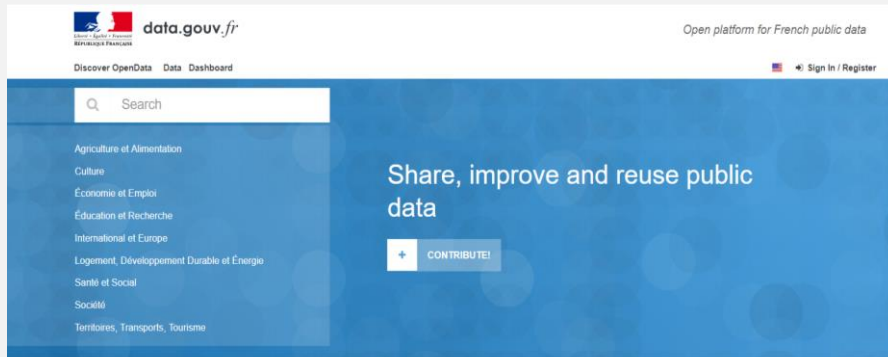 data.gouv.fr
Open platform for French public data
RÉPUBLIQUE FRANÇAISE
Discover OpenData Data Dashboard
Sign In / Register
Search
Agriculture et Alimentation
Culture
Économie et Emploi
Éducation et Recherche
International et Europe
Logement, Développement Durable et Énergie
Santé et Social
Société
Territoires, Transports, Tourisme
Share, improve and reuse public
data
+ CONTRIBUTE!